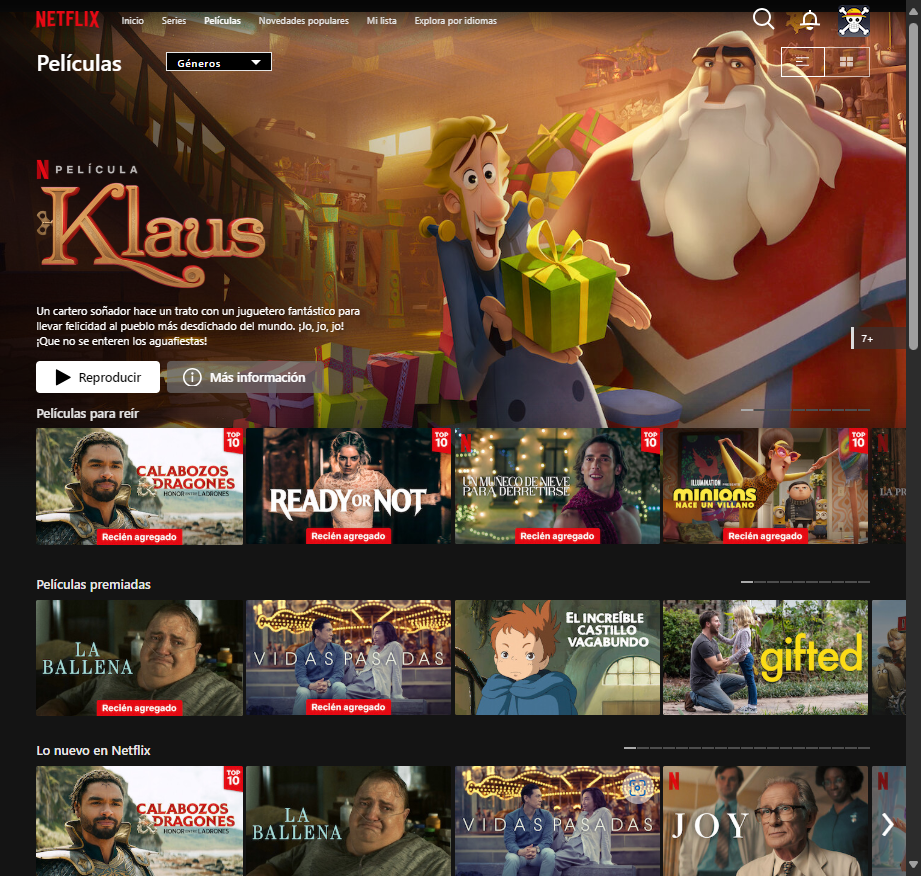 NETFLIX Inicio Series Películas Novedades populares Mi lista Explora por idiomas
Películas Géneros
N PELÍCULA
Klaus
Un cartero soñador hace un trato con un juguetero fantástico para
llevar felicidad al pueblo más desdichado del mundo. ¡Jo, jo, jo!
¡Que no se enteren los aguafiestas!
7+
Reproducir Más información
Películas para reír
TOP 10
CALABOZOS
& DRAGONES
HONOR ENTRE LADRONES
Recién agregado
TOP 10
READY OR NOT
Recién agregado
N
TOP 10
UN MUÑECO DE NIEVE
PARA DERRETIRSE
Recién agregado
TOP 10
ILLUMINATION PRESENTA
MINIONS
NACE UN VILLANO
Recién agregado
N
LA PR
Películas premiadas
LA
BALLENA
Recién agregado
VIDAS PASADAS
Recién agregado
EL INCREÍBLE
CASTILLO
VAGABUNDO
gifted
Lo nuevo en Netflix
TOP 10
CALABOZOS
& DRAGONES
HONOR ENTRE LADRONES
LA
BALLENA
VIDAS PASADAS
N
JOY
N